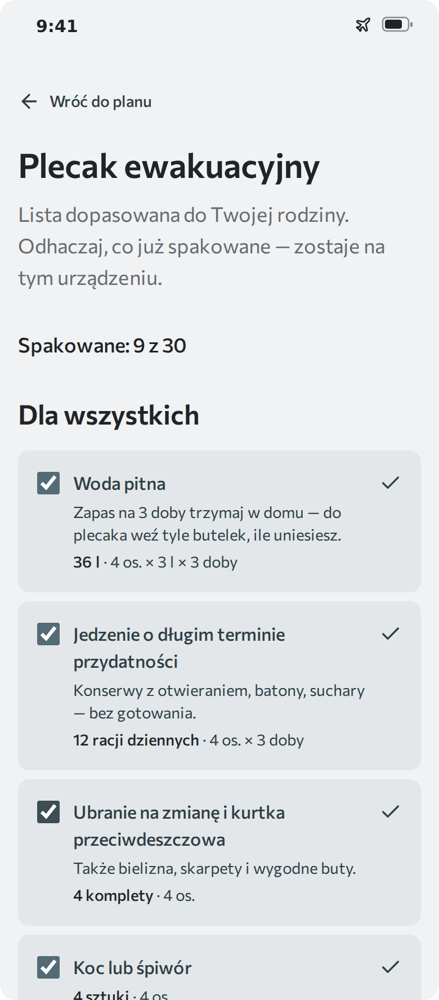 9:41
Wróć do planu
Plecak ewakuacyjny
Lista dopasowana do Twojej rodziny.
Odhaczaj, co już spakowane — zostaje na
tym urządzeniu.
Spakowane: 9 z 30
Dla wszystkich
Woda pitna
Zapas na 3 doby trzymaj w domu — do
plecaka weź tyle butelek, ile uniesiesz.
36 l · 4 os. × 3 l × 3 doby
Jedzenie o długim terminie
przydatności
Konserwy z otwieraniem, batony, suchary
— bez gotowania.
12 racji dziennych · 4 os. × 3 doby
Ubranie na zmianę i kurtka
przeciwdeszczowa
Także bielizna, skarpety i wygodne buty.
4 komplety · 4 os.
Koc lub śpiwór
4 sztuki · 4 os.